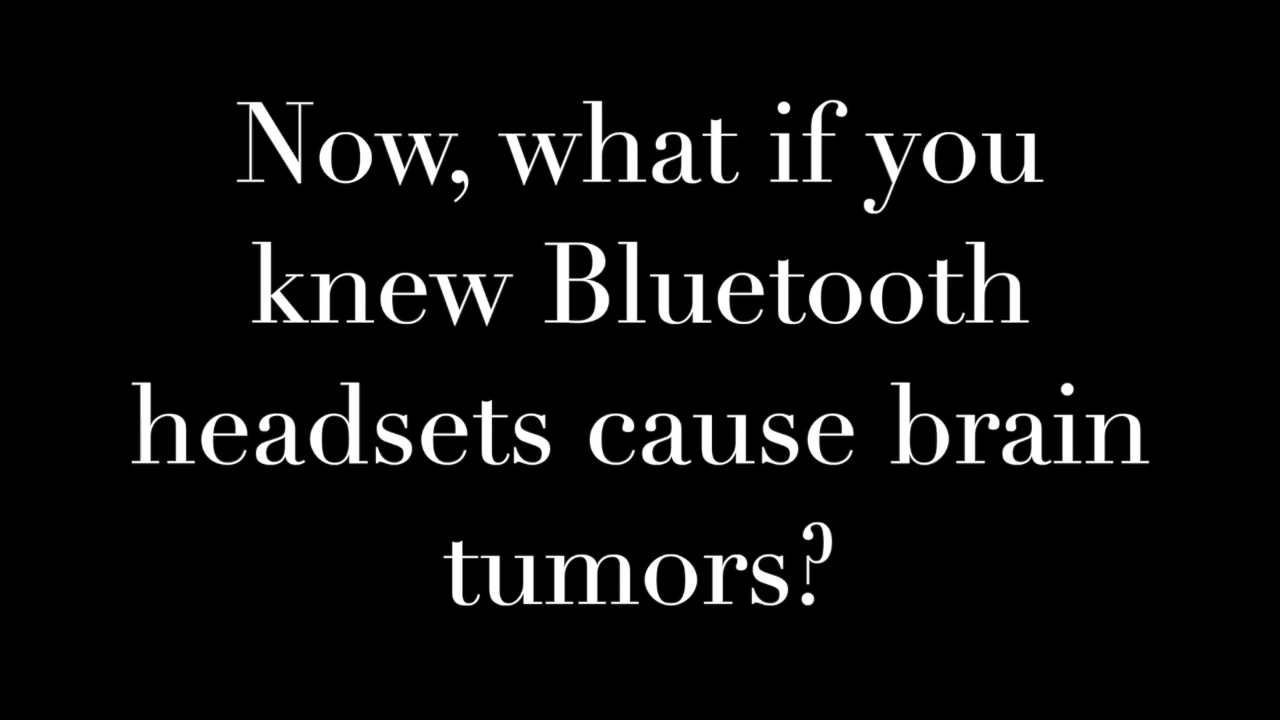 Now, what if you
knew Bluetooth
headsets cause brain
tumors?